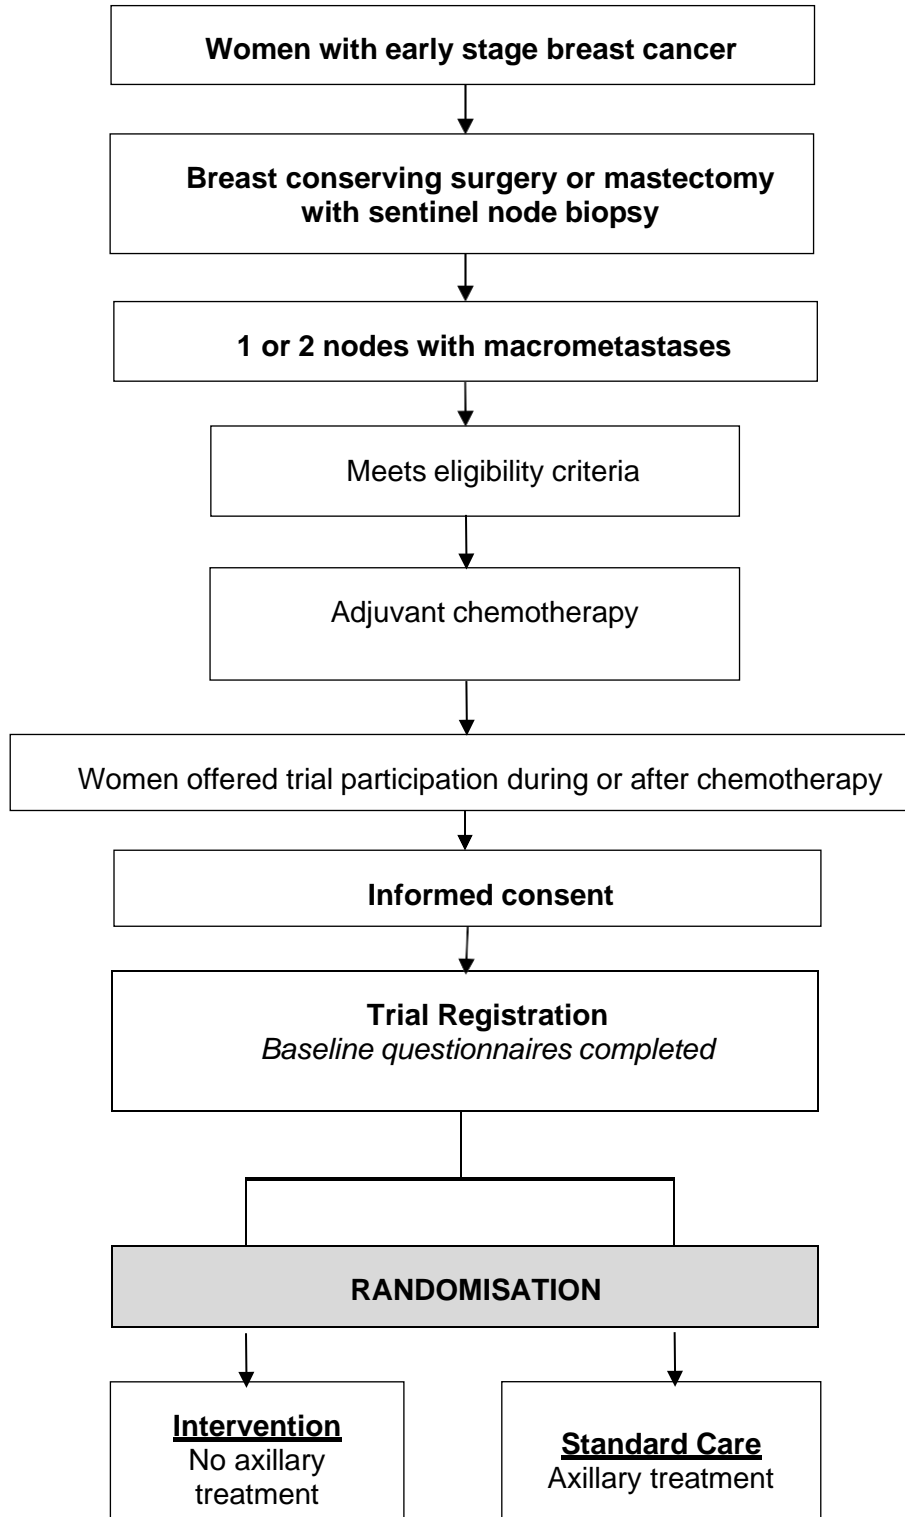 Women with early stage breast cancer
Breast conserving surgery or mastectomy
with sentinel node biopsy
1 or 2 nodes with macrometastases
Meets eligibility criteria
Adjuvant chemotherapy
Women offered trial participation during or after chemotherapy
Informed consent
Trial Registration
Baseline questionnaires completed
RANDOMISATION
Intervention
No axillary
treatment
Standard Care
Axillary treatment